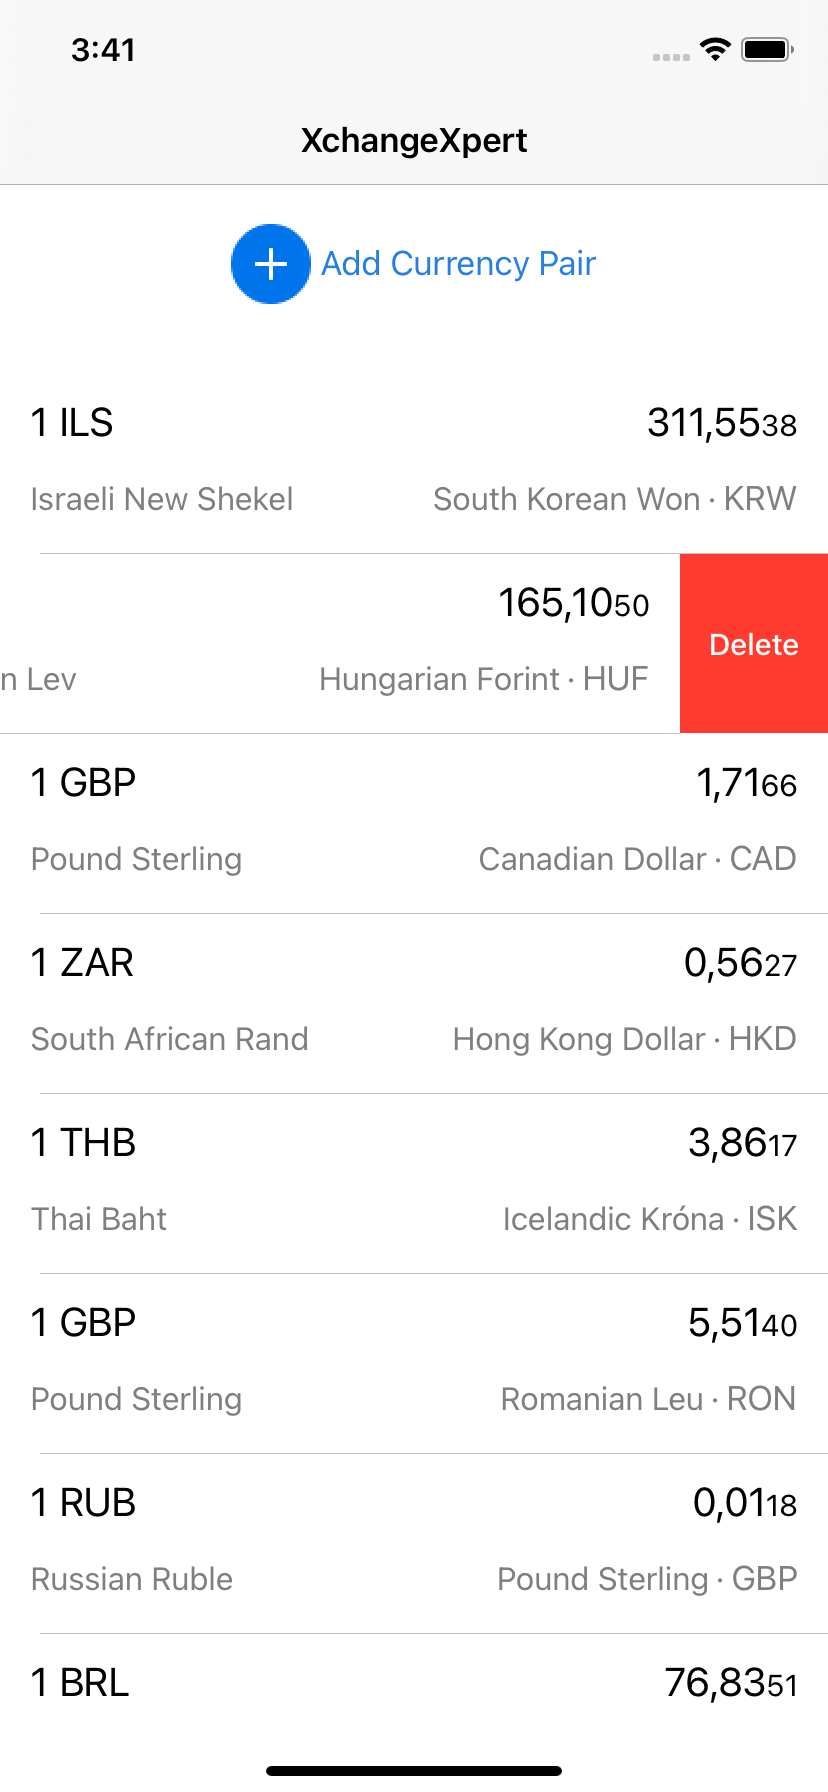 3:41
XchangeXpert
Add Currency Pair
1 ILS 311,5538
Israeli New Shekel South Korean Won · KRW
165,1050
n Lev Hungarian Forint · HUF
Delete
1 GBP 1,7166
Pound Sterling Canadian Dollar · CAD
1 ZAR 0,5627
South African Rand Hong Kong Dollar · HKD
1 THB 3,8617
Thai Baht Icelandic Króna · ISK
1 GBP 5,5140
Pound Sterling Romanian Leu · RON
1 RUB 0,0118
Russian Ruble Pound Sterling · GBP
1 BRL 76,8351